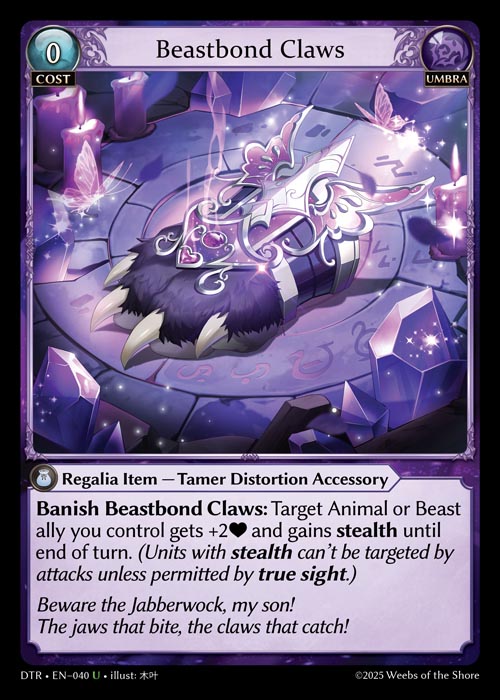 0
COST
Beastbond Claws
UMBRA
Regalia Item — Tamer Distortion Accessory
Banish Beastbond Claws: Target Animal or Beast
ally you control gets +2♥ and gains stealth until
end of turn. (Units with stealth can't be targeted by
attacks unless permitted by true sight.)
Beware the Jabberwock, my son!
The jaws that bite, the claws that catch!
DTR • EN–040 U • illust: 木叶
©2025 Weebs of the Shore